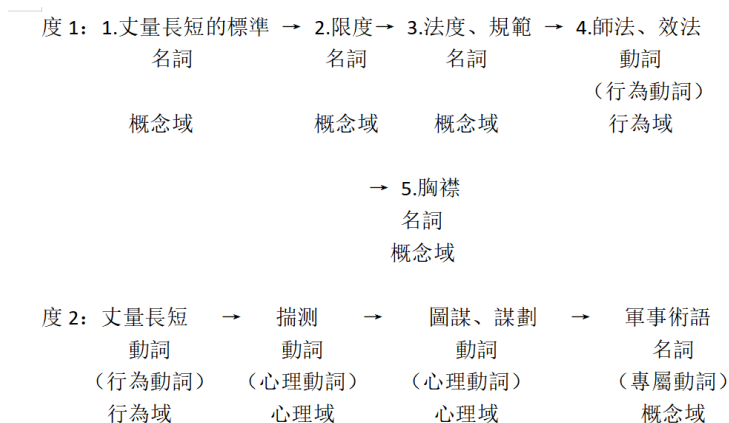 度 1：1.丈量長短的標準 → 2.限度→ 3.法度、規範 → 4.師法、效法
名詞 名詞 名詞 動詞
（行為動詞）
概念域 概念域 概念域 行為域
→ 5.胸襟
名詞
概念域
度 2：丈量長短 → 揣测 → 圖謀、謀劃 → 軍事術語
動詞 動詞 動詞 名詞
（行為動詞） （心理動詞） （心理動詞） （專屬動詞）
行為域 心理域 心理域 概念域